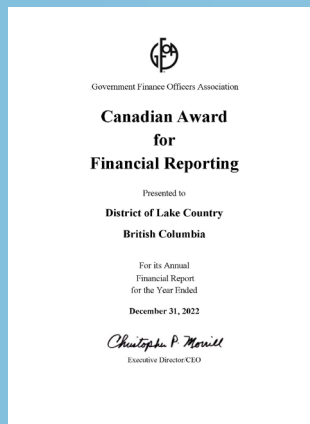 GFOA
Government Finance Officers Association
Canadian Award
for
Financial Reporting
Presented to
District of Lake Country
British Columbia
For its Annual
Financial Report
for the Year Ended
December 31, 2022
Christopher P. Morrill
Executive Director/CEO